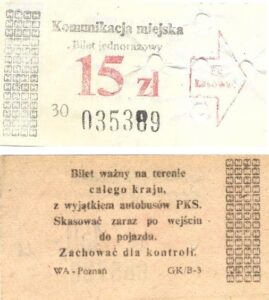 Komunikacja miejska
Bilet jednorazowy
15 zł
Kasować
30 035389
Bilet ważny na terenie
całego kraju,
z wyjątkiem autobusów PKS.
Skasować zaraz po wejściu
do pojazdu.
Zachować dla kontroli.
WA - Poznań GK/B-3